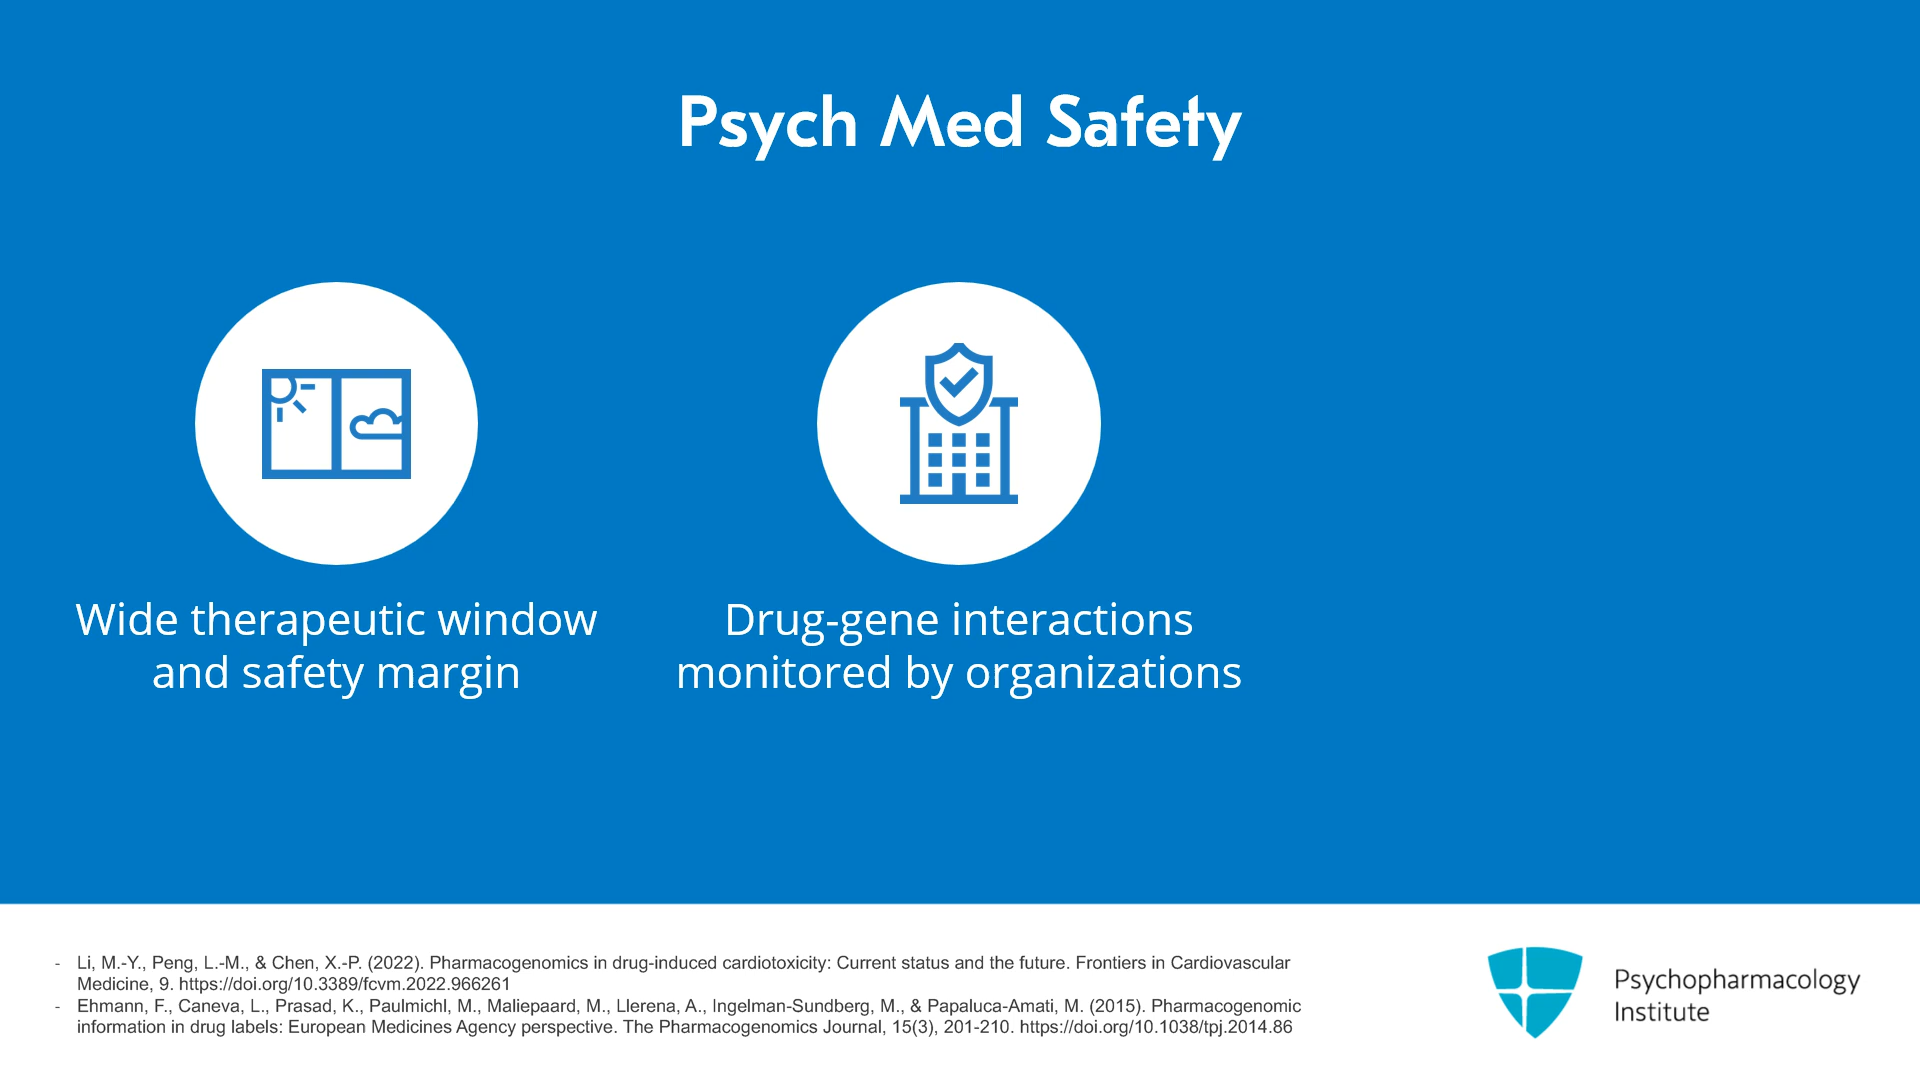 Psych Med Safety
Wide therapeutic window
and safety margin
Drug-gene interactions
monitored by organizations
- Li, M.-Y., Peng, L.-M., & Chen, X.-P. (2022). Pharmacogenomics in drug-induced cardiotoxicity: Current status and the future. Frontiers in Cardiovascular
Medicine, 9. https://doi.org/10.3389/fcvm.2022.966261
- Ehmann, F., Caneva, L., Prasad, K., Paulmichl, M., Maliepaard, M., Llerena, A., Ingelman-Sundberg, M., & Papaluca-Amati, M. (2015). Pharmacogenomic
information in drug labels: European Medicines Agency perspective. The Pharmacogenomics Journal, 15(3), 201-210. https://doi.org/10.1038/tpj.2014.86
Psychopharmacology
Institute